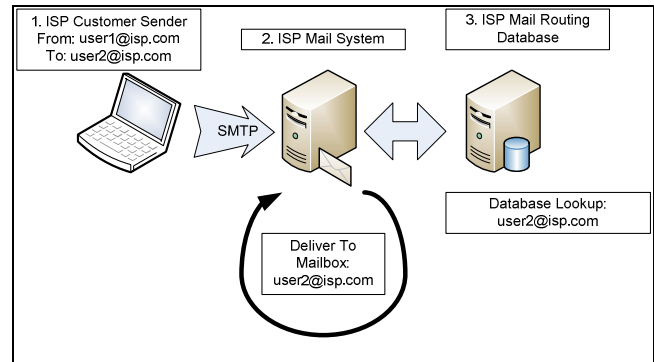 1. ISP Customer Sender
From: user1@isp.com
To: user2@isp.com
2. ISP Mail System
3. ISP Mail Routing
Database
SMTP
Database Lookup:
user2@isp.com
Deliver To
Mailbox:
user2@isp.com